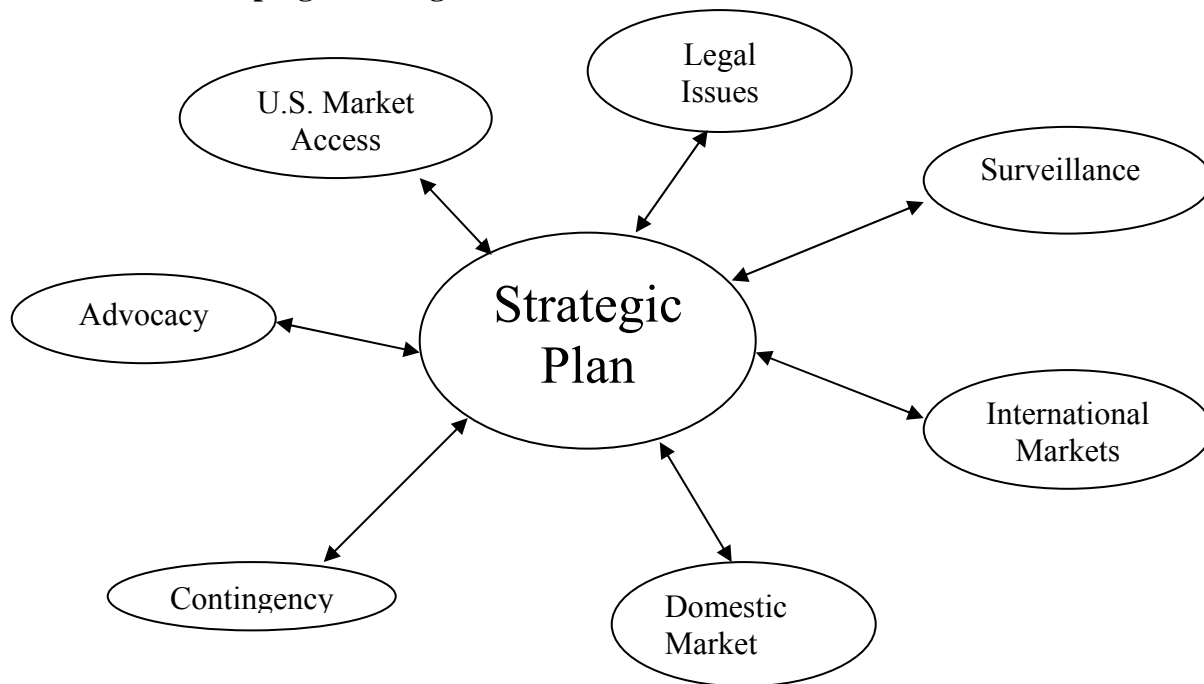 Legal
Issues
U.S. Market
Access
Surveillance
Strategic
Plan
Advocacy
International
Markets
Contingency
Domestic
Market